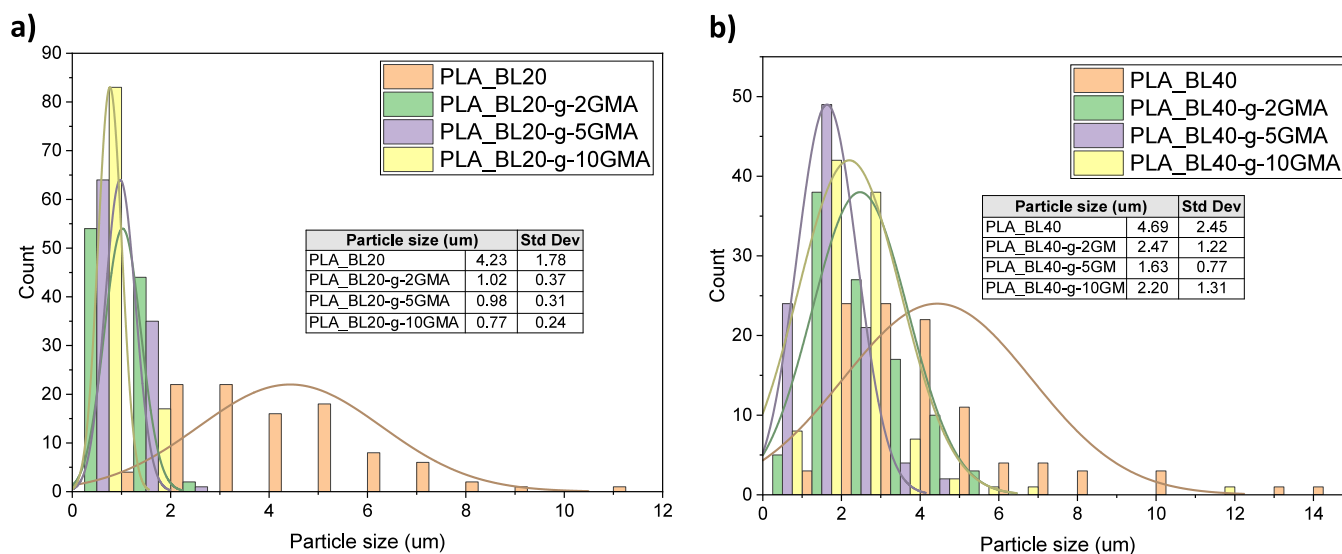 a)
90
80
70
60
50
40
30
20
10
0
Count
0 2 4 6 8 10 12
Particle size (um)
PLA_BL20
PLA_BL20-g-2GMA
PLA_BL20-g-5GMA
PLA_BL20-g-10GMA
Particle size (um) Std Dev
PLA_BL20 4.23 1.78
PLA_BL20-g-2GMA 1.02 0.37
PLA_BL20-g-5GMA 0.98 0.31
PLA_BL20-g-10GMA 0.77 0.24
b)
50
40
30
20
10
0
Count
0 2 4 6 8 10 12 14
Particle size (um)
PLA_BL40
PLA_BL40-g-2GMA
PLA_BL40-g-5GMA
PLA_BL40-g-10GMA
Particle size (um) Std Dev
PLA_BL40 4.69 2.45
PLA_BL40-g-2GM 2.47 1.22
PLA_BL40-g-5GM 1.63 0.77
PLA_BL40-g-10GM 2.20 1.31